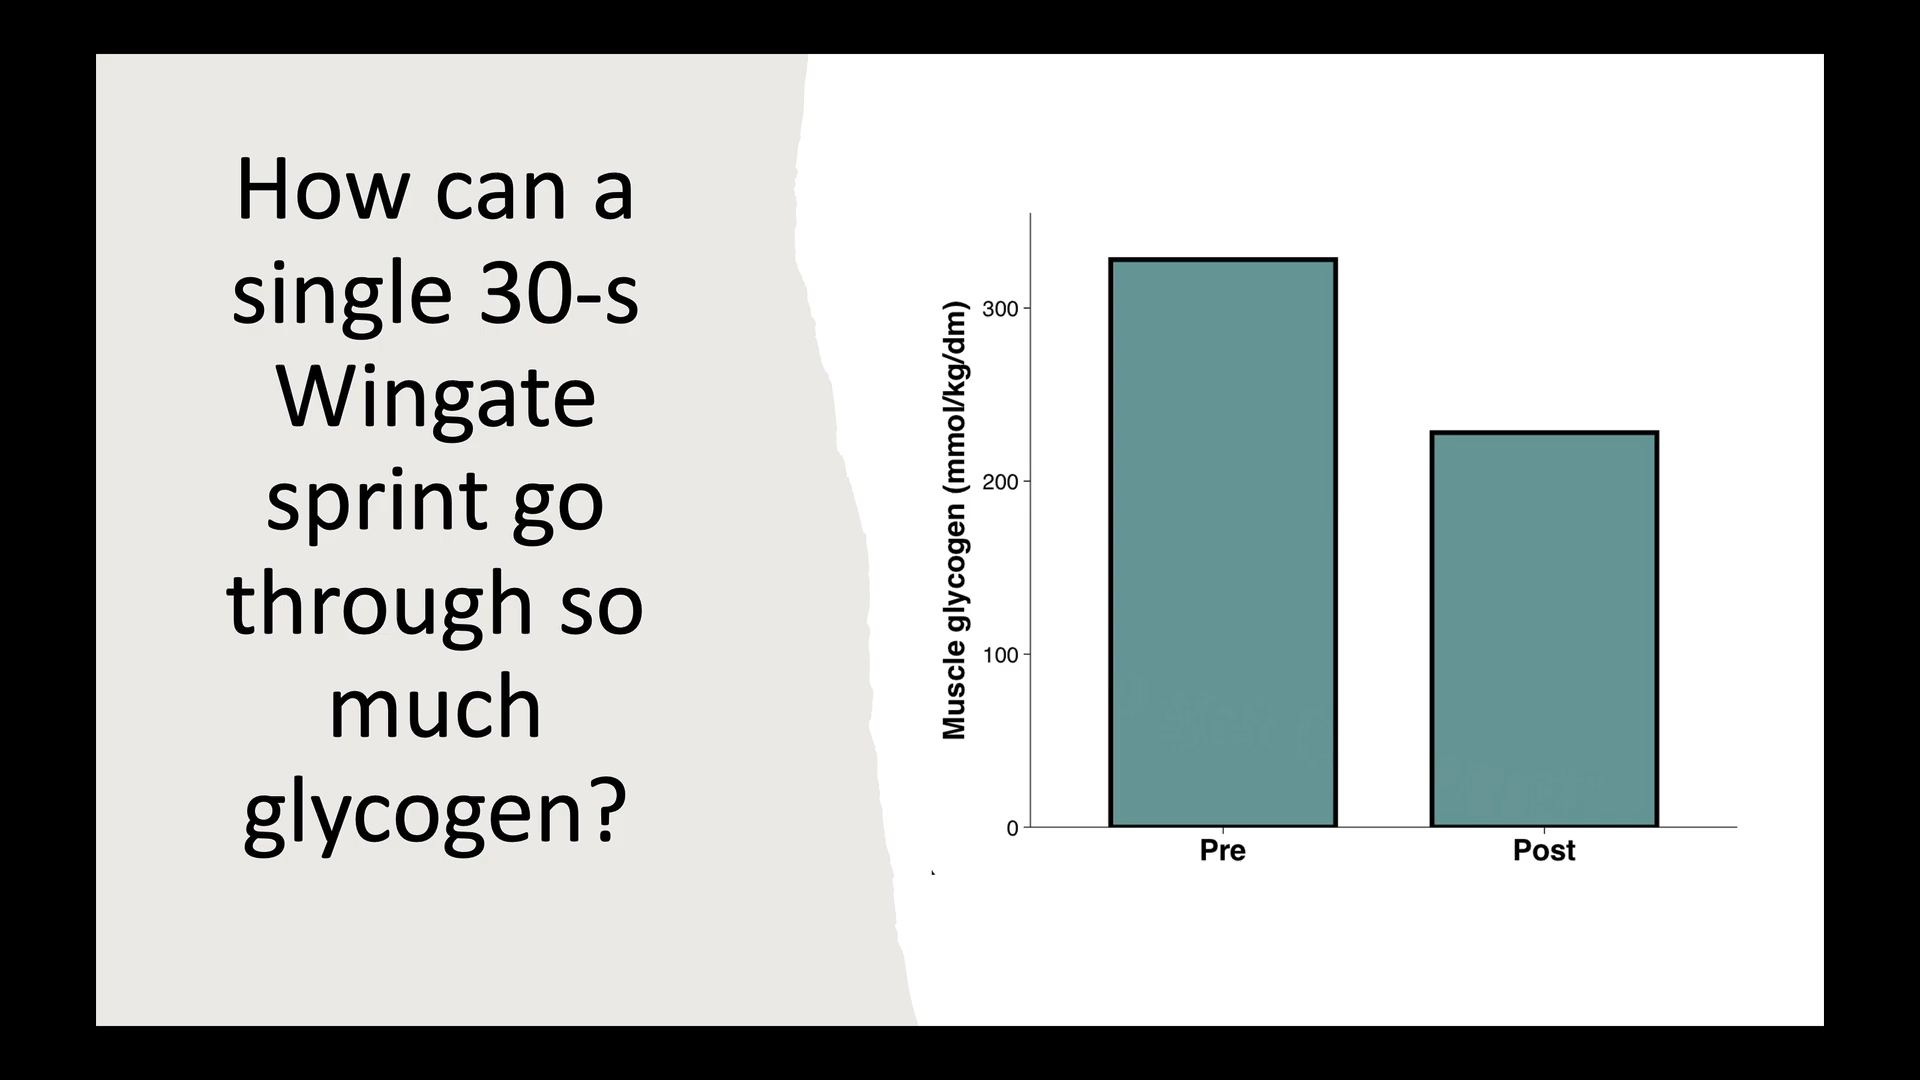 How can a
single 30-s
Wingate
sprint go
through so
much
glycogen?
Muscle glycogen (mmol/kg/dm)
300
200
100
0
Pre
Post